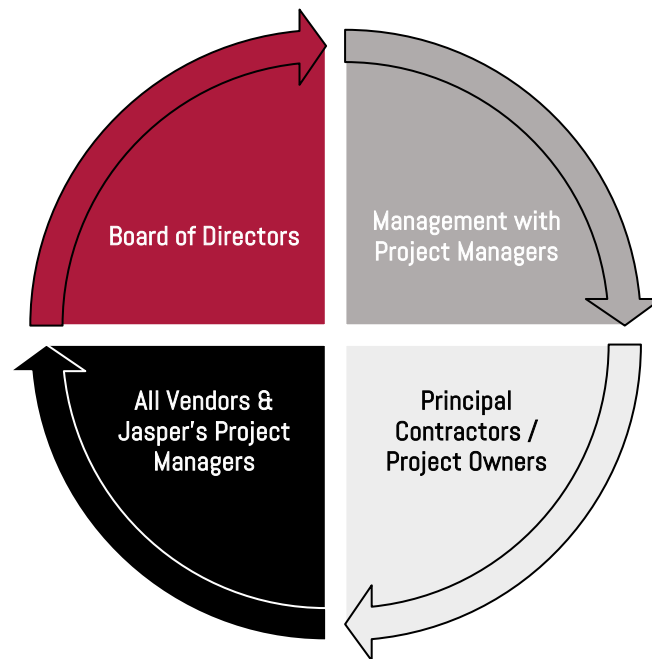 Board of Directors
Management with
Project Managers
All Vendors &
Jasper's Project
Managers
Principal
Contractors /
Project Owners